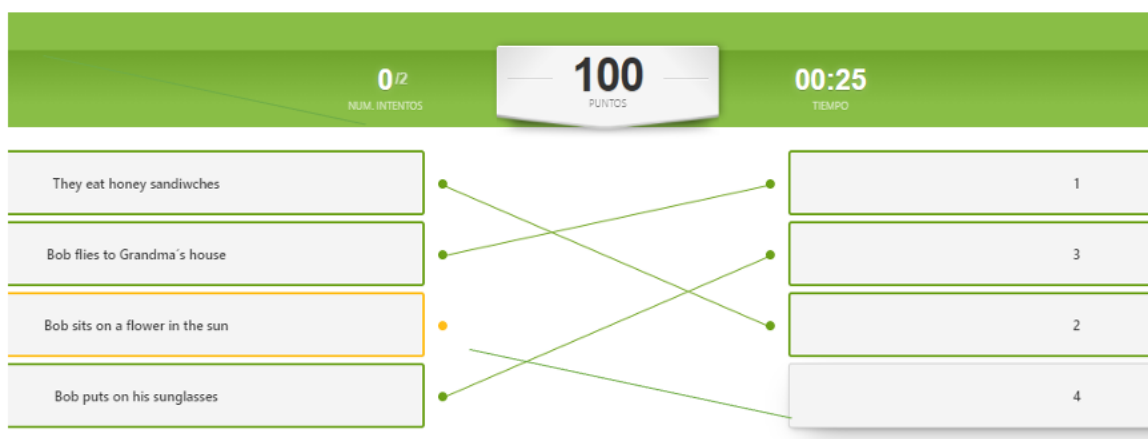 0/2
NUM. INTENTOS
100
PUNTOS
00:25
TIEMPO
They eat honey sandiwches
1
Bob flies to Grandma´s house
3
Bob sits on a flower in the sun
2
Bob puts on his sunglasses
4